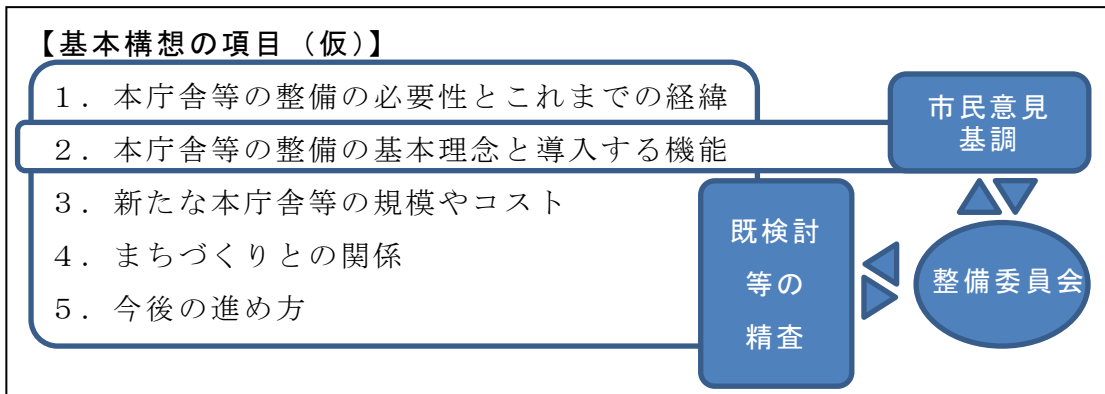 【基本構想の項目（仮）】
１．本庁舎等の整備の必要性とこれまでの経緯
２．本庁舎等の整備の基本理念と導入する機能
３．新たな本庁舎等の規模やコスト
４．まちづくりとの関係
５．今後の進め方
市民意見
基調
既検討
等の
精査
整備委員会